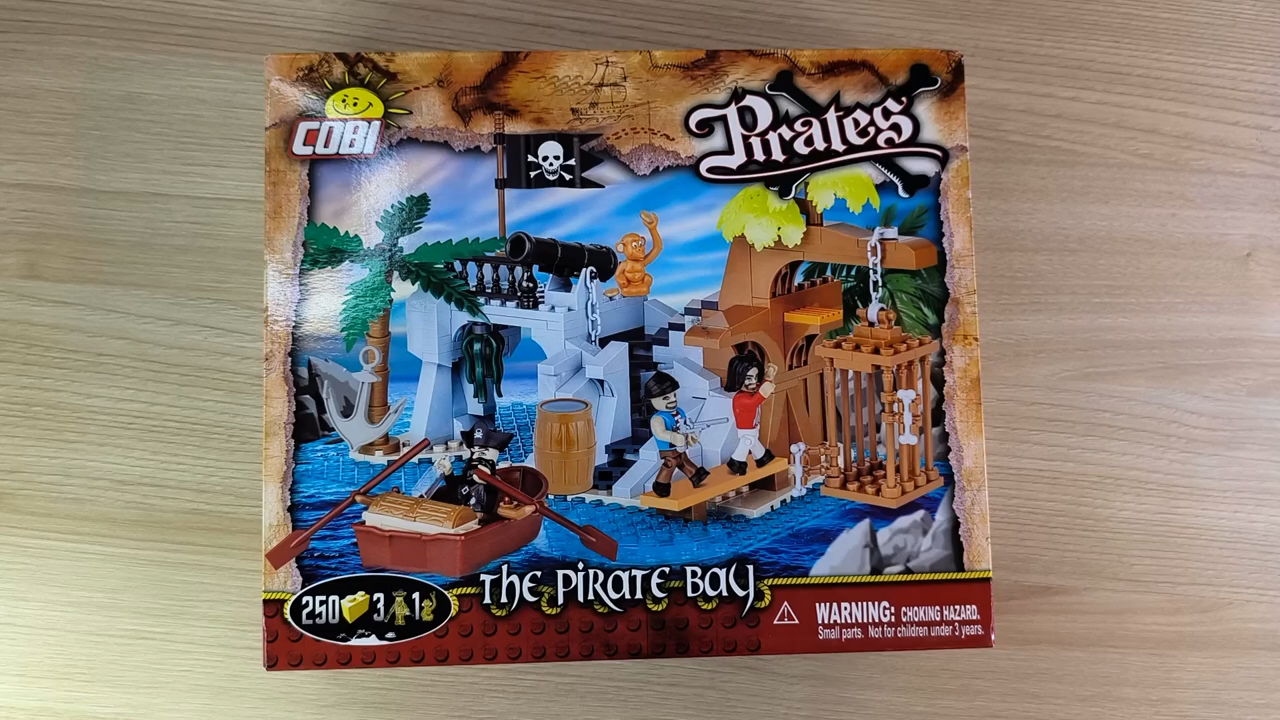 COBI
Pirates
THE PIRATE BAY
250 3 1
WARNING: CHOKING HAZARD.
Small parts. Not for children under 3 years.